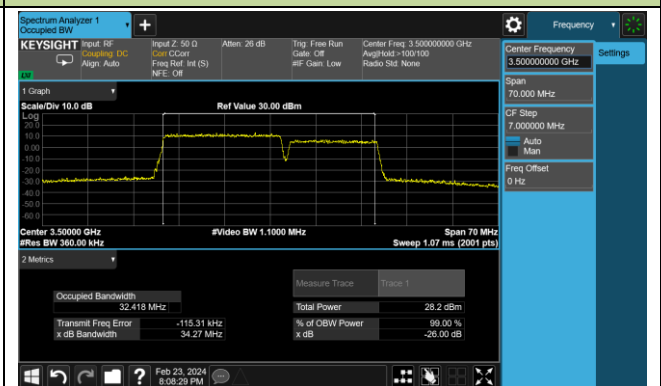 Spectrum Analyzer 1
Occupied BW
Frequency
KEYSIGHT
Input: RF
Coupling: DC
Align: Auto
Input Z: 50 Ω
Corr CCorr
Freq Ref: Int (S)
NFE: Off
Atten: 26 dB
Trig: Free Run
Gate: Off
#IF Gain: Low
Center Freq: 3.500000000 GHz
Avg|Hold:>100/100
Radio Std: None
LXI
1 Graph
Scale/Div 10.0 dB
Ref Value 30.00 dBm
Log
20.0
10.0
0.00
-10.0
-20.0
-30.0
-40.0
-50.0
-60.0
Center 3.50000 GHz
#Video BW 1.1000 MHz
Span 70 MHz
#Res BW 360.00 kHz
Sweep 1.07 ms (2001 pts)
2 Metrics
Measure Trace
Trace 1
Occupied Bandwidth
32.418 MHz
Total Power
28.2 dBm
Transmit Freq Error
-115.31 kHz
% of OBW Power
99.00 %
x dB Bandwidth
34.27 MHz
x dB
-26.00 dB
Feb 23, 2024
8:08:29 PM
Center Frequency
3.500000000 GHz
Settings
Span
70.000 MHz
CF Step
7.000000 MHz
Auto
Man
Freq Offset
0 Hz